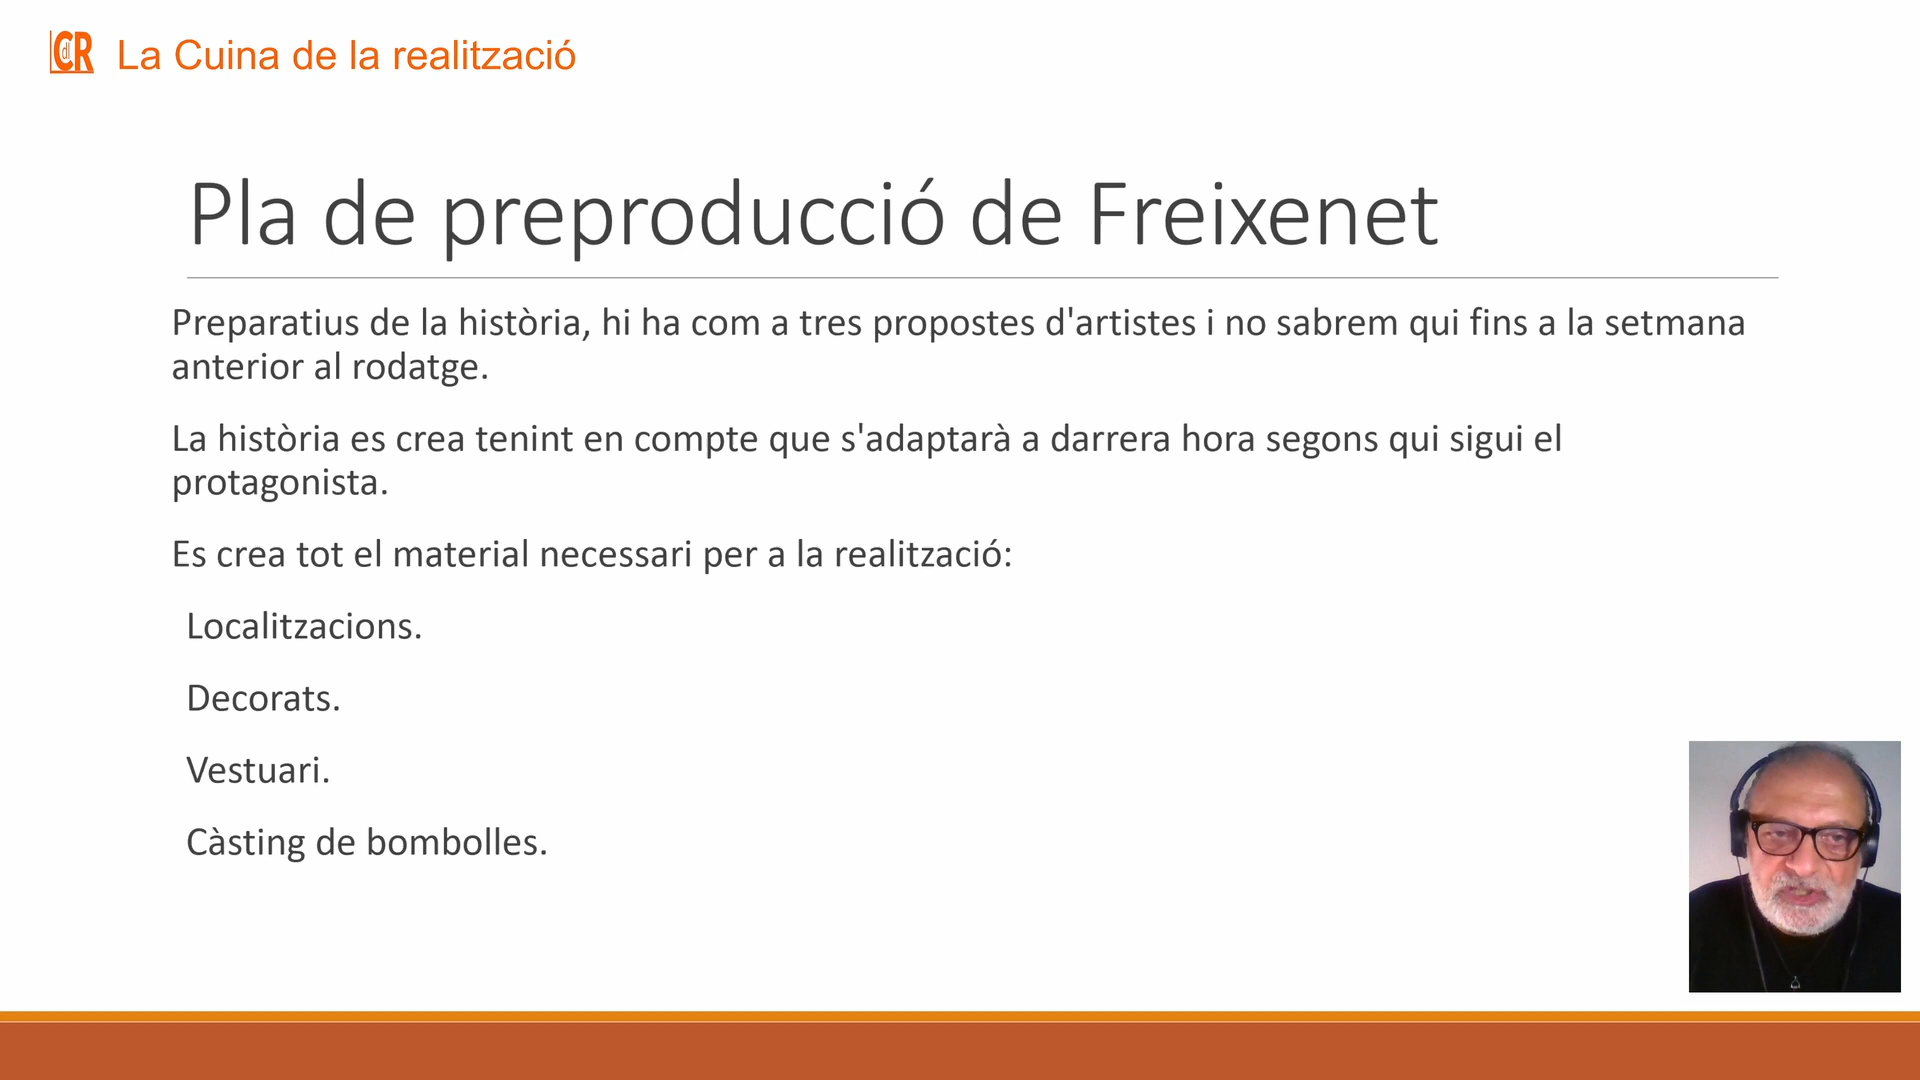 CdlR La Cuina de la realització
Pla de preproducció de Freixenet
Preparatius de la història, hi ha com a tres propostes d'artistes i no sabrem qui fins a la setmana
anterior al rodatge.
La història es crea tenint en compte que s'adaptarà a darrera hora segons qui sigui el
protagonista.
Es crea tot el material necessari per a la realització:
Localitzacions.
Decorats.
Vestuari.
Càsting de bombolles.